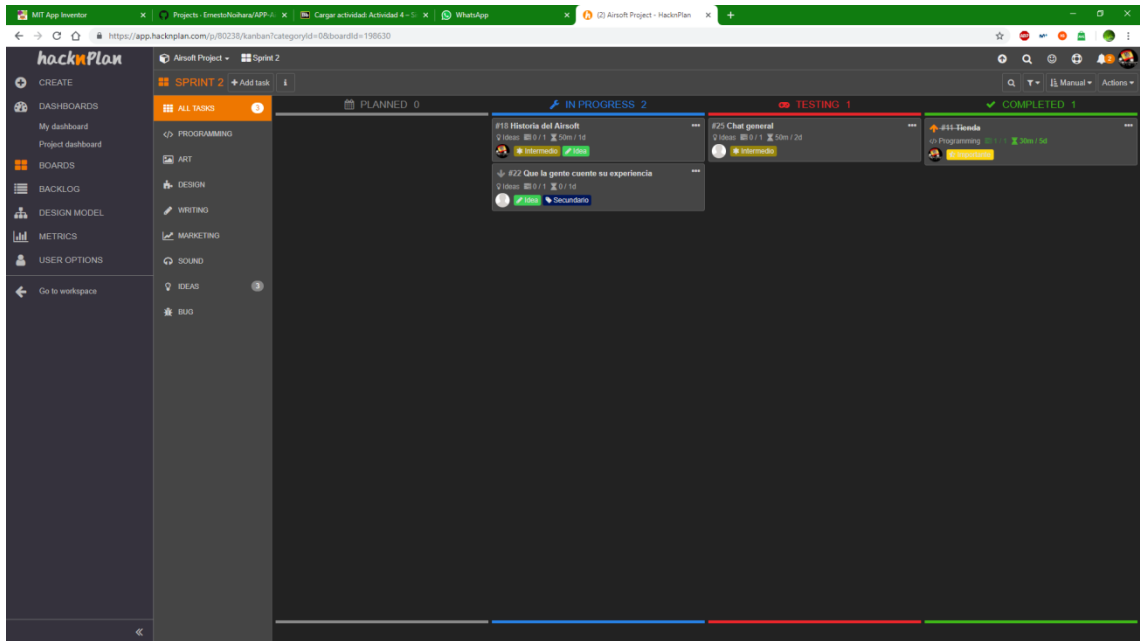 MIT App Inventor
Projects · ErnestoNoihara/APP-A
Cargar actividad: Actividad 4 – S
WhatsApp
(2) Airsoft Project - HacknPlan
https://app.hacknplan.com/p/80238/kanban?categoryId=0&boardId=198630
hacknPlan
Airsoft Project
Sprint 2
CREATE
DASHBOARDS
My dashboard
Project dashboard
BOARDS
BACKLOG
DESIGN MODEL
METRICS
USER OPTIONS
Go to workspace
SPRINT 2
+ Add task
Manual
Actions
ALL TASKS 3
PROGRAMMING
ART
DESIGN
WRITING
MARKETING
SOUND
IDEAS 3
BUG
PLANNED 0
IN PROGRESS 2
#18 Historia del Airsoft
Ideas 0 / 1 50m / 1d
Intermedio Idea
#22 Que la gente cuente su experiencia
Ideas 0 / 1 0 / 1d
Idea Secundario
TESTING 1
#25 Chat general
Ideas 0 / 1 50m / 2d
Intermedio
COMPLETED 1
#11 Tienda
Programming 1 / 1 30m / 5d